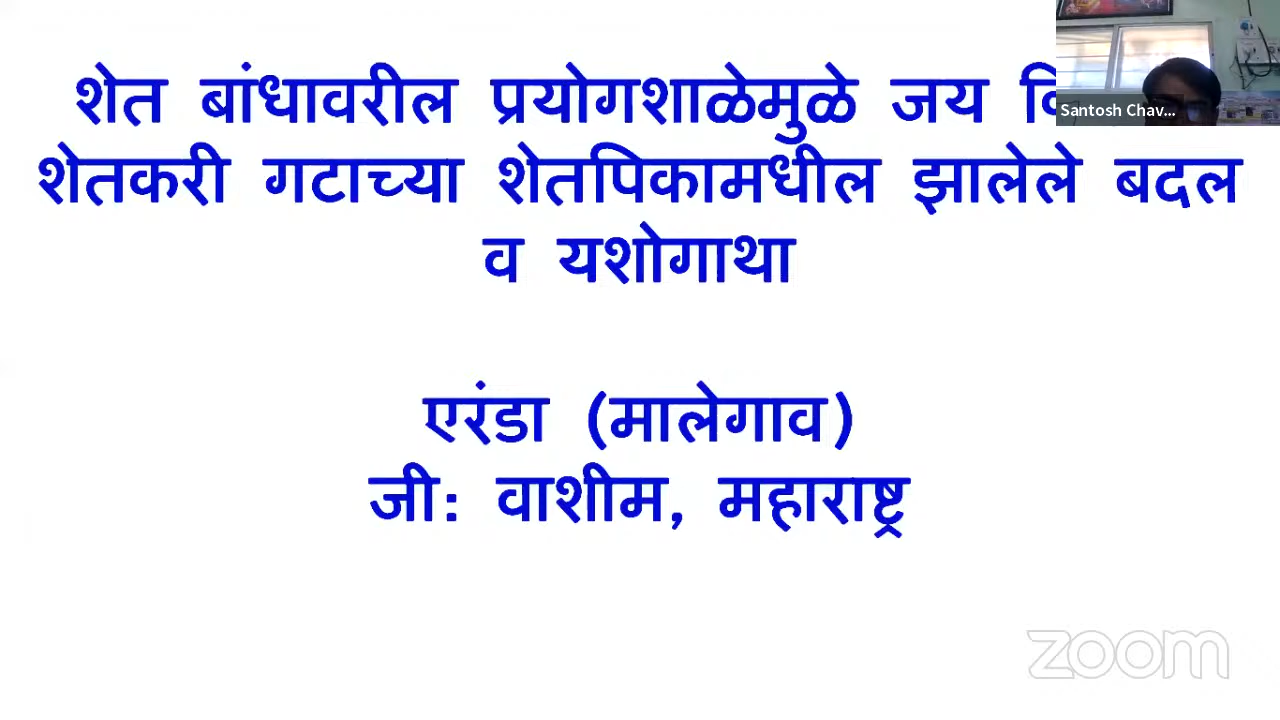 शेत बांधावरील प्रयोगशाळेमुळे जय
शेतकरी गटाच्या शेतपिकामधील झालेले बदल
व यशोगाथा
एरंडा (मालेगाव)
जी: वाशीम, महाराष्ट्र
Santosh Chav...
zoom